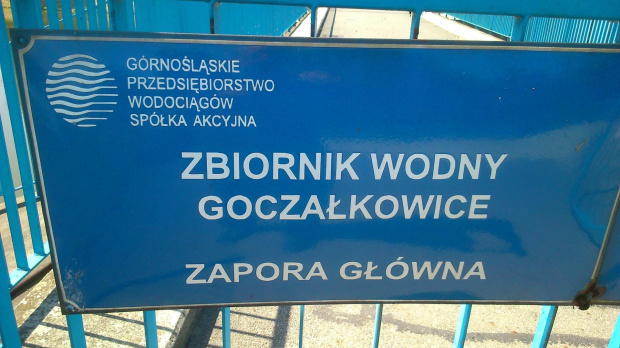 GÓRNOŚLĄSKIE
PRZEDSIĘBIORSTWO
WODOCIĄGÓW
SPÓŁKA AKCYJNA
ZBIORNIK WODNY
GOCZAŁKOWICE
ZAPORA GŁÓWNA